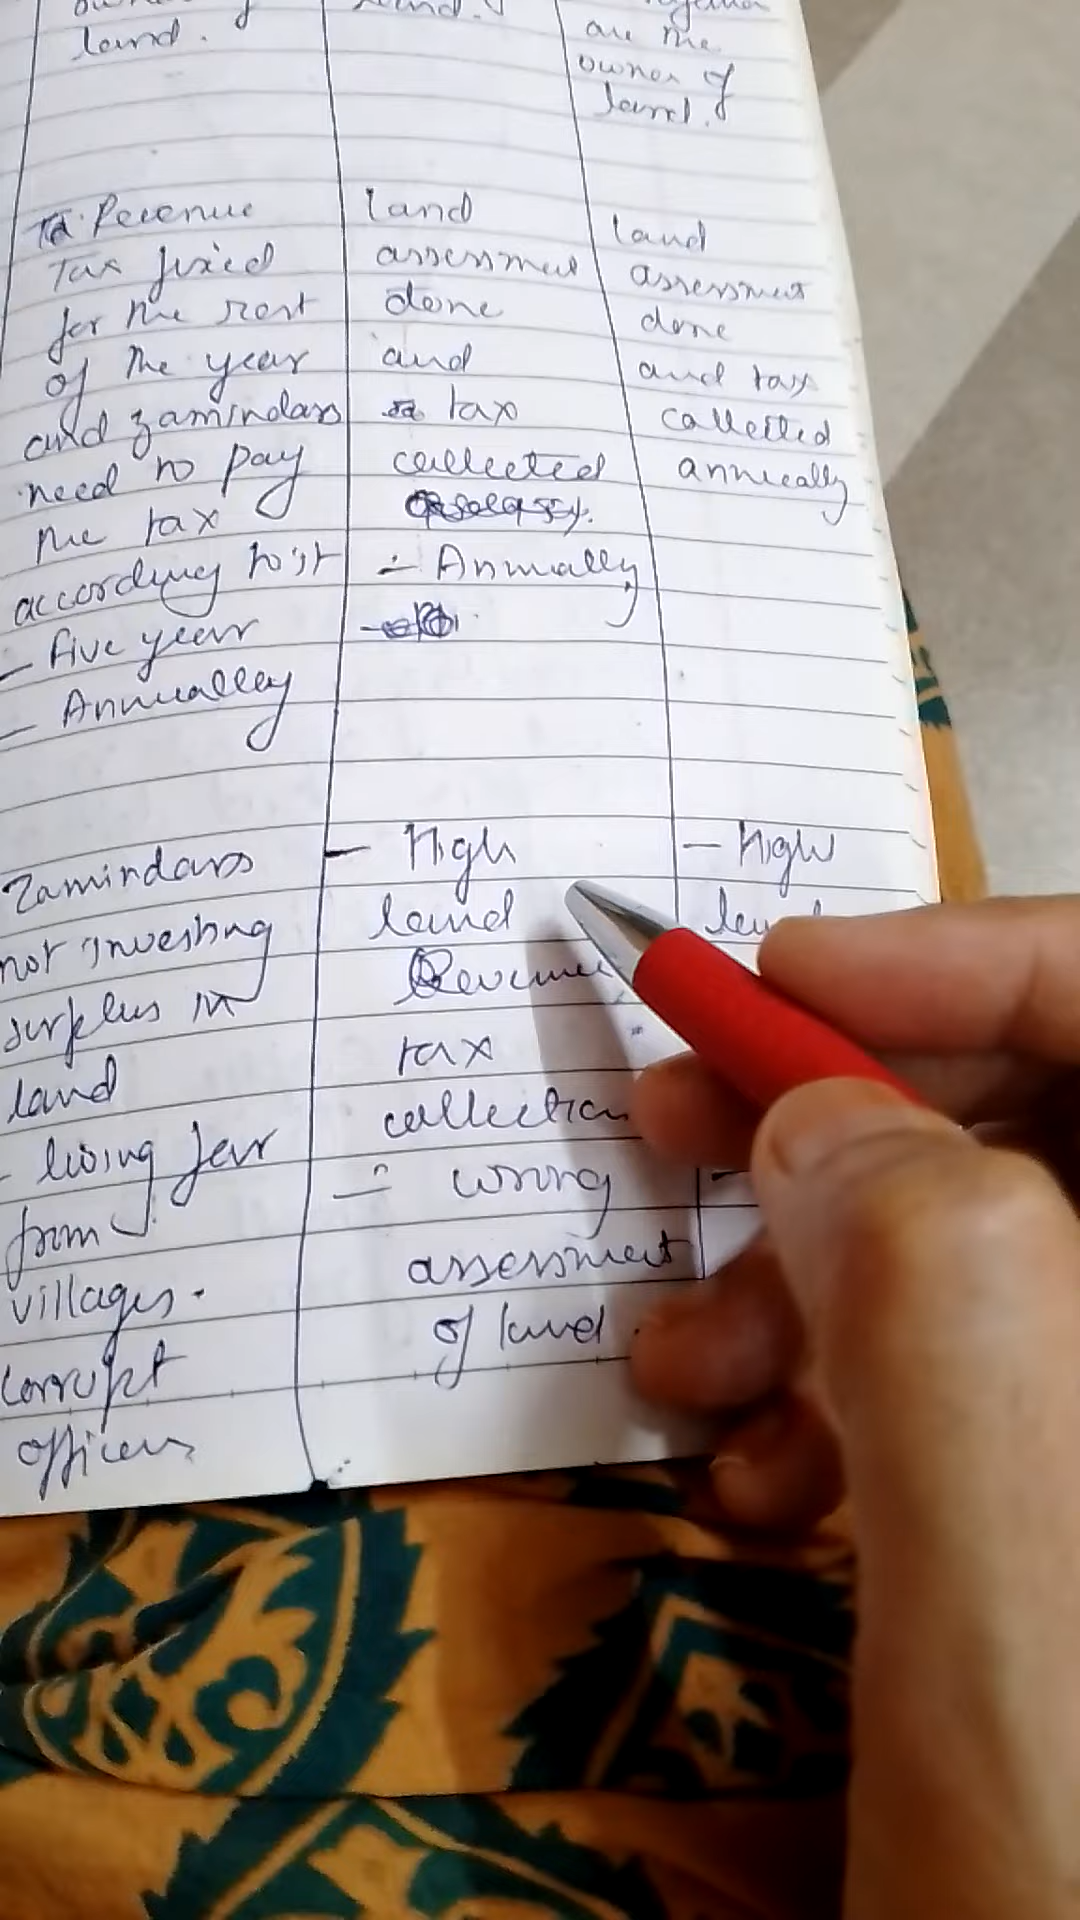 land.
are the
owner of
land.
Revenue
Tax fixed
for the rest
of the year
and zamindars
need to pay
the tax
according to it
- Five year
- Annualley
land
assessment
done
and
tax
collected
- Annually
land
assessment
done
and tax
collected
annually
Zamindars
not investing
surplus in
land
- living far
from
villages.
Corrupt
officers
- High
land
Revenue
tax
collection
- wrong
assessment
of land.
- High